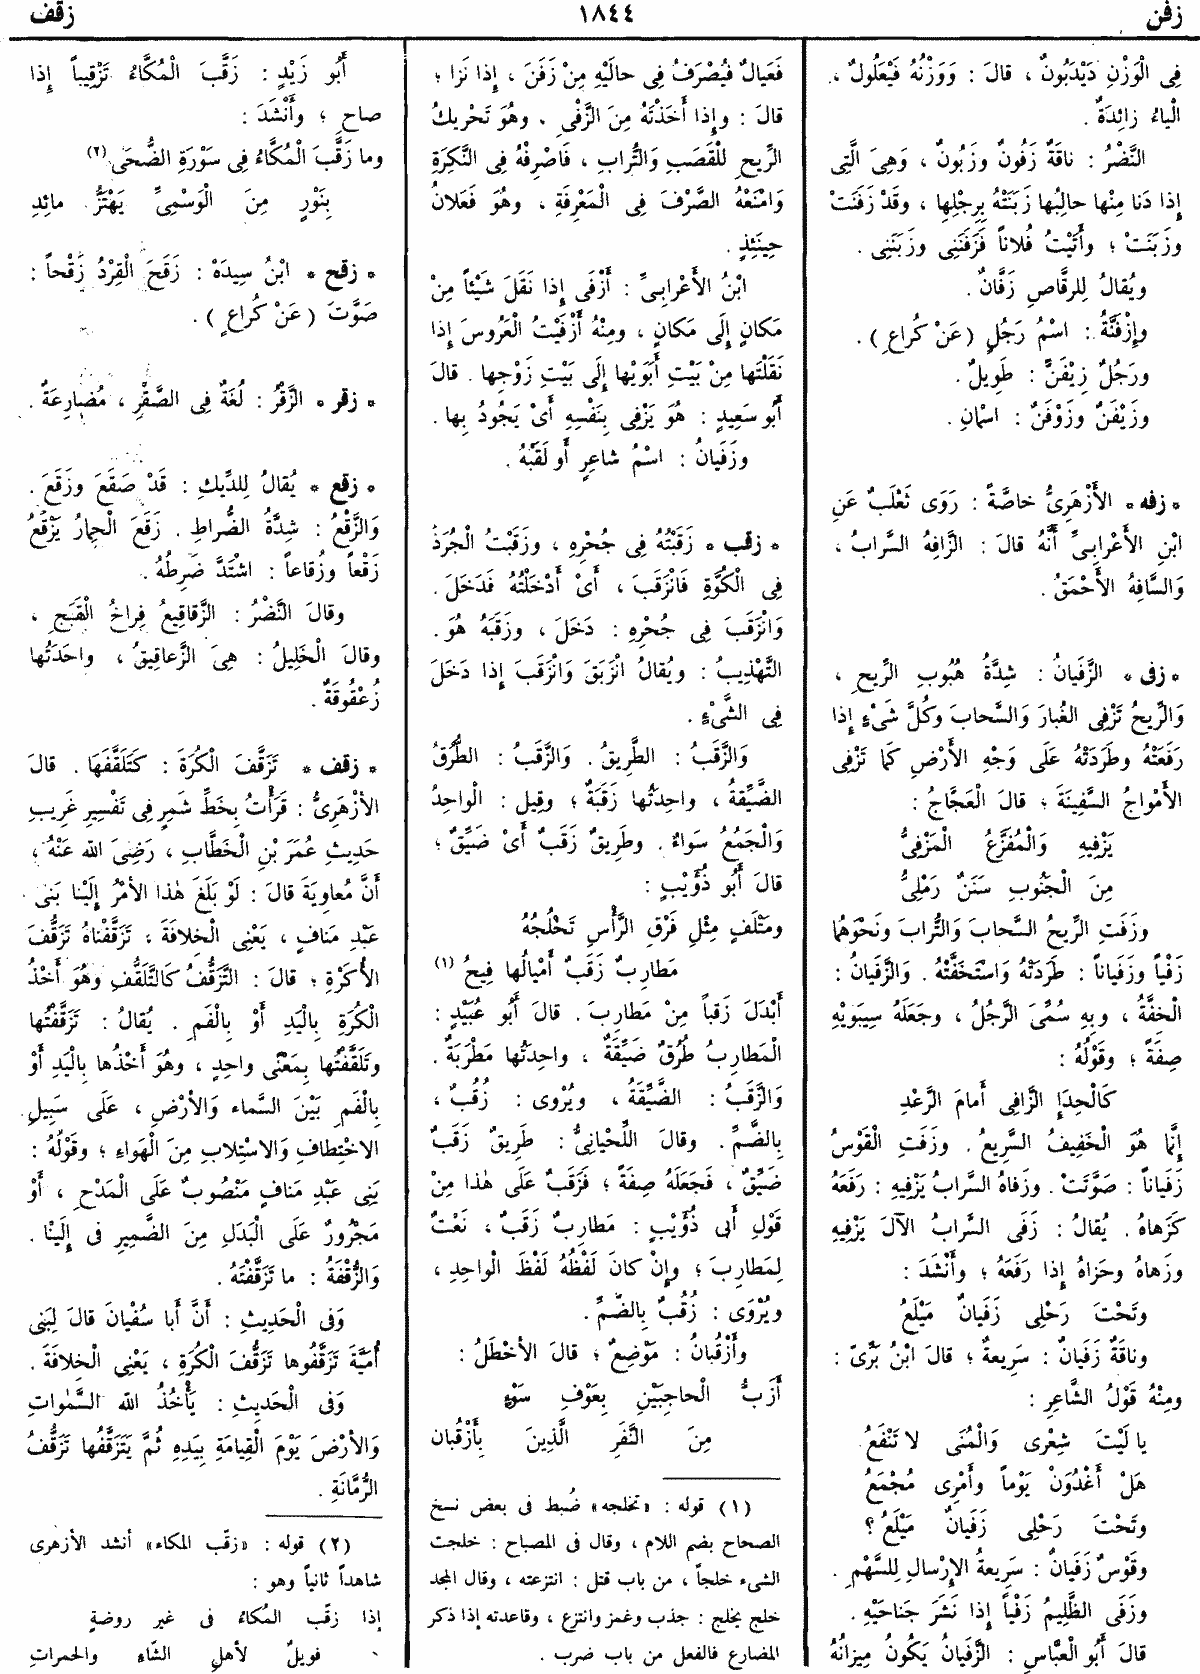 زفن
١٨٤٤
زقف
فِى الْوَزْنِ دَيْدَبُونٌ ، قالَ : وَوَزْنُهُ فَيْعَلُولٌ ،
الْياءُ زائِدَةٌ .
النَّضْرُ : ناقَةٌ زَفُونٌ وزَبُونٌ ، وَهِىَ الَّتِى
إِذا دَنا مِنْها حالِبُها زَبَنَتْهُ بِرِجْلِها ، وقَدْ زَفَنَتْ
وزَبَنَتْ ؛ وأَتَيْتُ فُلاناً فَزَفَنَنِى وزَبَنَنِى .
ويُقالُ لِلرقَّاصِ زَفَّانٌ .
وإِزْفَنَّةُ : اسْمُ رَجُلٍ (عَنْ كُراعٍ ) .
ورَجُلٌ زِيْفَنٌّ : طَوِيلٌ .
وزَيْفَنٌ وزَوْفَنٌ : اسْمانِ .
* زفه * الأَزْهَرِىُّ خاصَّةً : رَوَى ثَعْلَبٌ عَنِ
ابْنِ الأَعْرابِىِّ أَنَّهُ قالَ : الزَّافِهُ السَّرابُ ،
وَالسَّافِهُ الأَحْمَقُ .
* زفى * الزَّفَيانُ : شِدَّةُ هُبُوبِ الرِّيحِ ،
وَالرِّيحُ تَزْفِى الغُبارَ وَالسَّحابَ وكُلَّ شَىْءٍ إِذا
رَفَعَتْهُ وطَرَدَتْهُ عَلَى وَجْهِ الأَرْضِ كَما تَزْفِى
الأَمْواجُ السَّفِينَةَ ؛ قالَ الْعَجَّاجُ :
يَزْفِيهِ وَالْمُفَزَّعُ الْمَزْفِىُّ
مِنَ الْجَنُوبِ سَنَنٌ رَمْلِىُّ
وزَفَتِ الرِّيحُ السَّحابَ وَالتُّرابَ ونَحْوَهُما
زَفْياً وزَفَياناً : طَرَدَتْهُ وَاسْتَخَفَّتْهُ . وَالزَّفَيانُ :
الْخِفَّةُ ، وبِهِ سُمِّىَ الرَّجُلُ ، وجَعَلَهُ سِيبَوَيْهِ
صِفَةً ؛ وقَوْلُهُ :
كَالْحِدَإِ الزَّافِى أَمامَ الرَّعْدِ
إِنَّما هُوَ الْخَفِيفُ السَّرِيعُ . وزَفَتِ الْقَوْسُ
زَفَياناً : صَوَّتَتْ . وزَفاهُ السَّرابُ يَزْفِيهِ : رَفَعَهُ
كَزَهاهُ . يُقالُ : زَفَى السَّرابُ الآلَ يَزْفِيهِ
وزَهاهُ وحَزاهُ إِذا رَفَعَهُ ؛ وأَنْشَدَ :
وتَحْتَ رَحْلِى زَفَيانٌ مَيْلَعُ
وناقَةٌ زَفَيانٌ : سَرِيعةٌ ؛ قالَ ابْنُ بَرِّىّ :
ومِنْهُ قَوْلُ الشَّاعِرِ :
يا لَيْتَ شِعْرِى وَالْمُنَى لا تَنْفَعُ
هَلْ أَغْدُوَنْ يَوْماً وأَمْرِى مُجْمَعُ
وتَحْتَ رَحْلِى زَفَيانٌ مَيْلَعُ ؟
وقَوْسٌ زَفَيانٌ : سَرِيعةُ الإِرْسالِ لِلسَّهْمِ .
وزَفَى الظَّلِيمُ زَفْياً إِذا نَشَرَ جَناحَيْهِ .
قالَ أَبُو الْعَبَّاسِ : الزَّفَيانُ يَكُونُ مِيزانُهُ
فَعَيالٌ فيُصْرَفُ فِى حالَيْهِ مِنْ زَفَنَ ، إِذا نَزا ؛
قالَ : وإِذا أَخَذْتَهُ مِنَ الزَّفْىِ ، وهُوَ تَحْرِيكُ
الرِّيحِ لِلْقَصَبِ وَالتُّرابِ ، فَاصْرِفْهُ فِى النَّكِرَةِ
وَامْنَعْهُ الصَّرْفَ فِى الْمَعْرِفَةِ ، وهُوَ فَعَلانُ
حِينَئِذٍ .
ابْنُ الأَعْرابِىِّ : أَزْفَى إِذا نَقَلَ شَيْئاً مِنْ
مَكانٍ إِلَى مَكانٍ ، ومِنْهُ أَزْفَيْتُ الْعَرُوسَ إِذا
نَقَلْتَها مِنْ بَيْتِ أَبَوَيْها إِلَى بَيْتِ زَوْجِها . قالَ
أَبُو سَعِيدٍ : هُوَ يَزْفِى بِنَفْسِهِ أَىْ يَجُودُ بِها .
وزَفَيانُ : اسْمُ شاعِرٍ أَو لَقَبُهُ .
* زقب * زَقَبْتُهُ فِى جُحْرِهِ ، وزَقَبْتُ الْجُرَذَ
فِى الْكُوَّةِ فَانْزَقَبَ ، أَىْ أَدْخَلْتُهُ فَدَخَلَ .
وَانْزَقَبَ فِى جُحْرِهِ : دَخَلَ ، وزَقَبَهُ هُوَ .
التَّهْذِيبُ : ويُقالُ انْزَبَقَ وَانْزَقَبَ إِذا دَخَلَ
فِى الشَّىْءِ .
وَالزَّقَبُ : الطَّرِيقُ . وَالزَّقَبُ : الطُّرُقُ
الضَّيِّقَةُ ، واحِدَتُها زَقَبَةٌ ؛ وقِيلَ : الْواحِدُ
وَالْجَمْعُ سَواءٌ . وطَرِيقٌ زَقَبٌ أَىْ ضَيِّقٌ ؛
قالَ أَبُو ذُؤَيْبٍ :
ومَتْلَفٍ مِثْلِ فَرْقِ الرَّأْسِ تَخْلُجُهُ
مَطارِبٌ زَقَبٌ أَمْيالُها فِيحُ (١)
أَبْدَلَ زَقَباً مِنْ مَطارِبَ . قالَ أَبُو عُبَيْدٍ :
الْمَطارِبُ طُرُقٌ ضَيِّقَةٌ ، واحِدَتُها مَطْرَبَةٌ .
وَالزَّقَبُ : الضَّيِّقَةُ ، ويُرْوى : زُقُبٌ ،
بِالضَّمِّ . وقالَ اللِّحْيانِىُّ : طَرِيقٌ زَقَبٌ
ضَيِّقٌ ، فَجَعَلَهُ صِفَةً ؛ فَزَقَبٌ عَلَى هٰذا مِنْ
قَوْلِ أَبِى ذُؤَيْبٍ : مَطارِبٌ زَقَبٌ ، نَعْتٌ
لِمَطارِبَ ؛ وإِنْ كانَ لَفْظُهُ لَفْظَ الْواحِدِ ،
ويُرْوَى : زُقُبٌ بِالضَّمِّ .
وأَزْقُبانُ : مَوْضِعٌ ؛ قالَ الأَخْطَلُ :
أَزَبُّ الْحاجِبَيْنِ بِعَوْفِ سَوْءٍ
مِنَ النَّفَرِ الَّذِينَ بِأَزْقُبان
(١) قوله : «تخلجه» ضُبط فى بعض نسخ
الصحاح بضم اللام ، وقال فى المصباح : خلجت
الشىء خلجاً ، من باب قتل : انتزعته ، وقال المجد
خلج يخلج : جذب وغمز وانتزع ، وقاعدته إذا ذكر
المضارع فالفعل من باب ضرب .
أَبُو زَيْدٍ : زَقَّبَ الْمُكَّاءُ تَزْقِيباً إِذا
صاحٍ ؛ وأَنْشَدَ :
وما زَقَّبَ الْمُكَّاءُ فِى سَوْرَةِ الضُّحَى (٢)
بِنَوْرٍ مِنَ الْوَسْمِىِّ يَهْتَزُّ مائِدِ
* زقح * ابْنُ سِيدَهْ : زَقَحَ الْقِرْدُ زَقْحاً :
صَوَّتَ ( عَنْ كُراعٍ ) .
* زقر * الزَّقْرُ : لُغَةٌ فِى الصَّقْرِ ، مُضارِعَةٌ .
* زقع * يُقالُ لِلدِّيكِ : قَدْ صَقَعَ وزَقَعَ .
وَالزَّقْعُ : شِدَّةُ الضُّراطِ . زَقَعَ الْحِمارُ يَزْقَعُ
زَقْعاً وزُقاعاً : اشْتَدَّ ضَرِطُهُ .
وقالَ النَّضْرُ : الزَّقاقِيعُ فِراخُ الْقَبَجِ ،
وقالَ الْخَلِيلُ : هِىَ الزَّعاقِيقُ ، واحَدَتُها
زُعْقُوقَةٌ .
* زقف * تَزَقَّفَ الْكُرَةَ : كَتَلَقَّفَهَا . قالَ
الأَزْهَرِىُّ : قَرَأْتُ بِخَطِّ شَمِرٍ فِى تَفْسِيرِ غَرِيبِ
حَدِيثِ عُمَرَ بْنِ الْخَطَّابِ ، رَضِىَ الله عَنْهُ ؛
أَنَّ مُعاوِيَةَ قالَ : لَوْ بَلَغَ هٰذا الأَمْرُ إِلَيْنا بَنِى
عَبْدِ مَنافٍ ، يَعْنِى الْخِلافَةَ ، تَزَقَّفْناهُ تَزَقُّفَ
الأُكْرَةِ ؛ قالَ : التَّزَقُّفُ كَالتَّلَقُّفِ وهُوَ أَخْذُ
الْكُرَةِ بِالْيَدِ أَوْ بِالْفَمِ . يُقالُ : تَزَقَّفْتُها
وتَلَقَّفْتُها بِمَعْنًى واحِدٍ ، وهُوَ أَخْذُها بِالْيَدِ أَوْ
بِالْفَمِ بَيْنَ السَّماءِ وَالأَرْضِ ، عَلَى سَبِيلِ
الاخْتِطافِ وَالاسْتِلابِ مِنَ الْهَواءِ ؛ وقَوْلُهُ :
بَنِى عَبْدِ مَنافٍ مَنْصُوبٌ عَلَى الْمَدْحِ ، أَوْ
مَجْرُورٌ عَلَى الْبَدَلِ مِنَ الضَّمِيرِ فِى إِلَيْنا .
وَالزُّقْفَةُ : ما تَزَقَّفْتَهُ .
وَفى الْحَدِيثِ : أَنَّ أَبا سُفْيانَ قالَ لِبَنِى
أُمَيَّةَ تَزَقَّفُوها تَزَقُّفَ الْكُرَةِ ، يَعْنِى الْخِلافَةَ .
وَفى الْحَدِيثِ : يَأْخُذُ الله السَّمٰواتِ
وَالأَرْضَ يَوْمَ الْقِيامَةِ بِيَدِهِ ثُمَّ يَتَزَقَّفُها تَزَقُّفَ
الرُّمَّانَةِ .
(٢) قوله : «زقّب المكاء» أنشد الأزهرى
شاهداً ثانياً وهو :
إذا زقّب المُكاءُ فى غير روضةٍ
فويلٌ لأهلِ الشّاءِ والحمراتِ